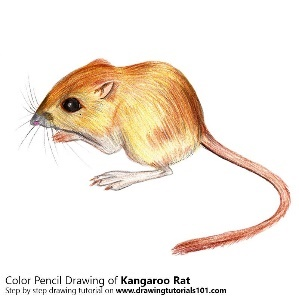 Color Pencil Drawing of Kangaroo Rat
Step by step drawing tutorial on www.drawingtutorials101.com